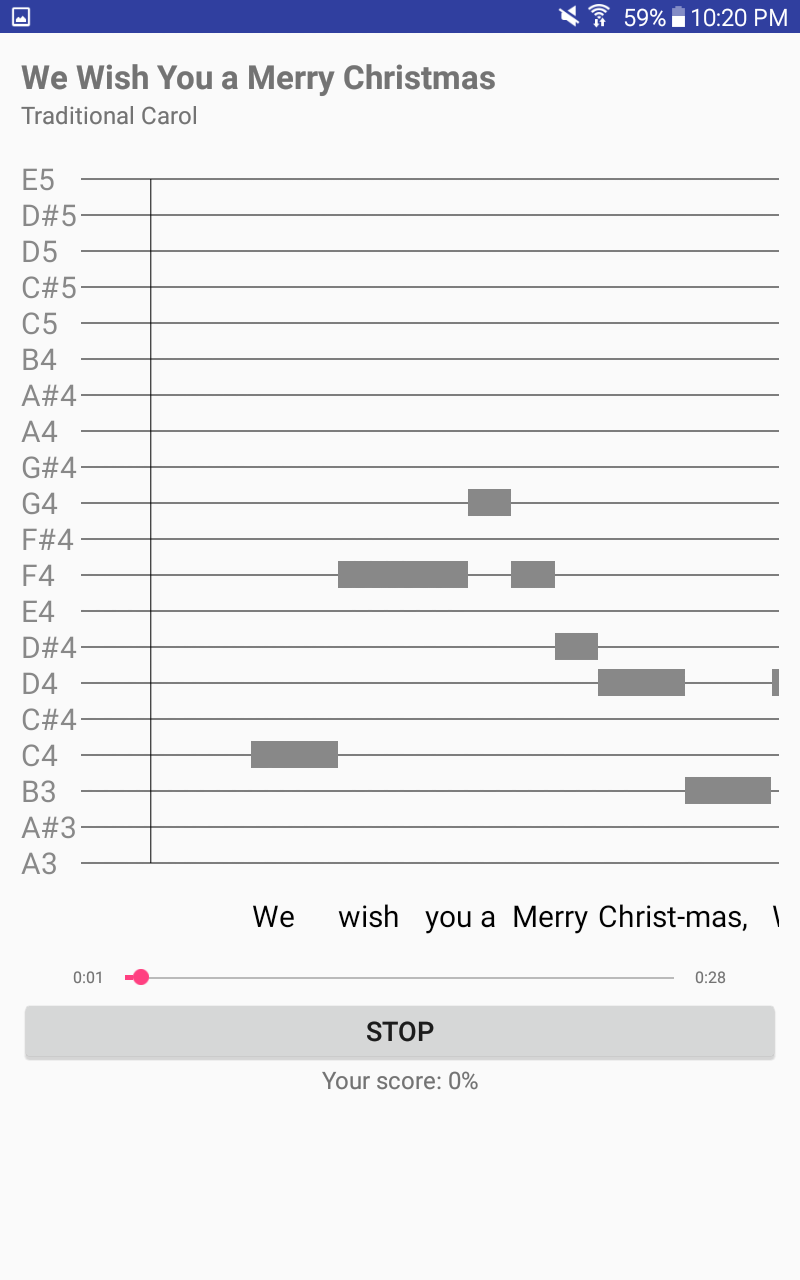 59% 10:20 PM
We Wish You a Merry Christmas
Traditional Carol
E5
D#5
D5
C#5
C5
B4
A#4
A4
G#4
G4
F#4
F4
E4
D#4
D4
C#4
C4
B3
A#3
A3
We wish you a Merry Christ-mas,
0:01 0:28
STOP
Your score: 0%